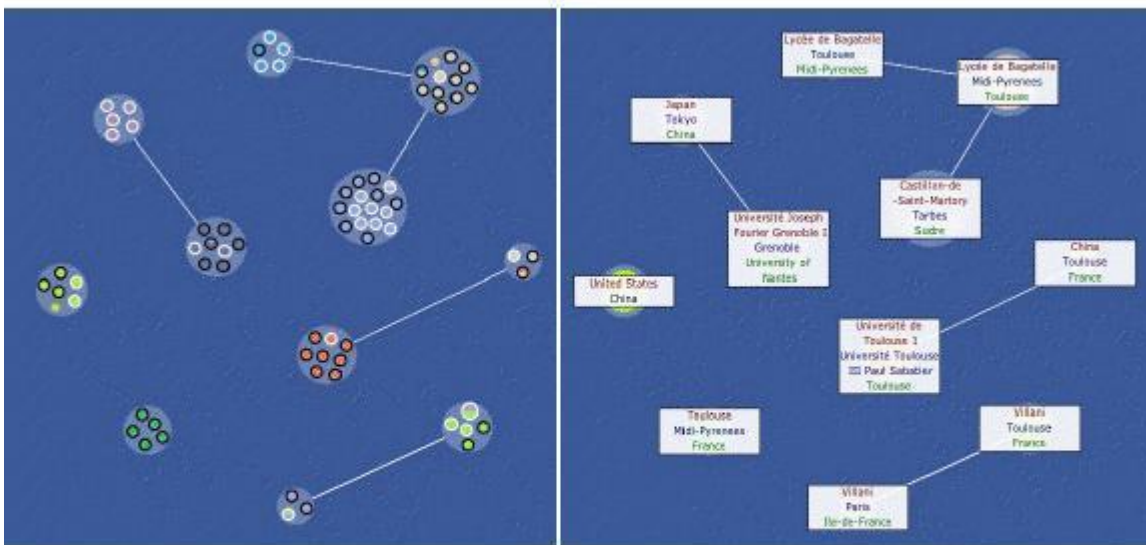 Lycée de Bagatelle
Toulouse
Midi-Pyrenees
Lycée de Bagatelle
Midi-Pyrenees
Toulouse
Japan
Tokyo
China
Castillon-de
-Saint-Martory
Tarbes
Sudre
Université Joseph
Fourier Grenoble 1
Grenoble
University of
Nantes
China
Toulouse
France
United States
China
Université de
Toulouse 1
Université Toulouse
III Paul Sabatier
Toulouse
Toulouse
Midi-Pyrenees
France
Villani
Toulouse
France
Villani
Paris
Ile-de-France